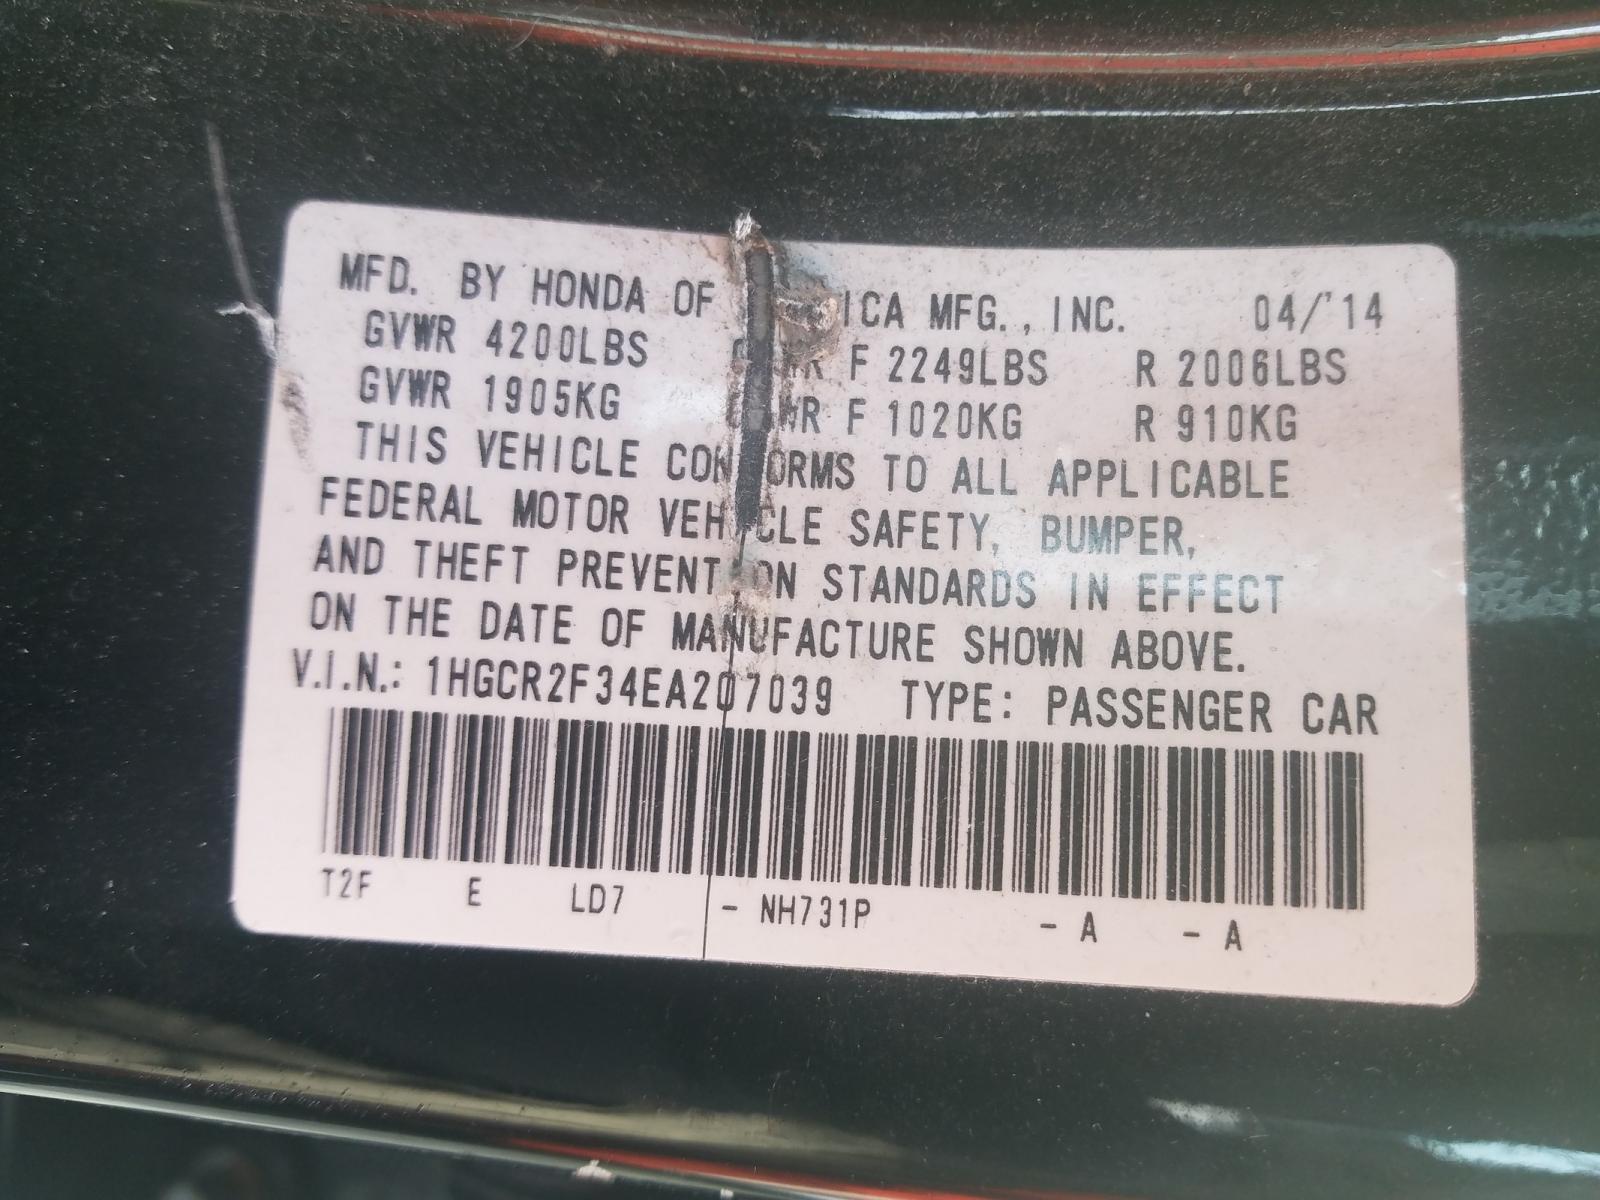 MFD. BY HONDA OF ICA MFG., INC. 04/'14
GVWR 4200LBS F 2249LBS R 2006LBS
GVWR 1905KG F 1020KG R 910KG
THIS VEHICLE CONFORMS TO ALL APPLICABLE
FEDERAL MOTOR VEHICLE SAFETY, BUMPER,
AND THEFT PREVENTION STANDARDS IN EFFECT
ON THE DATE OF MANUFACTURE SHOWN ABOVE.
V.I.N.: 1HGCR2F34EA207039 TYPE: PASSENGER CAR
T2F E LD7 - NH731P - A - A